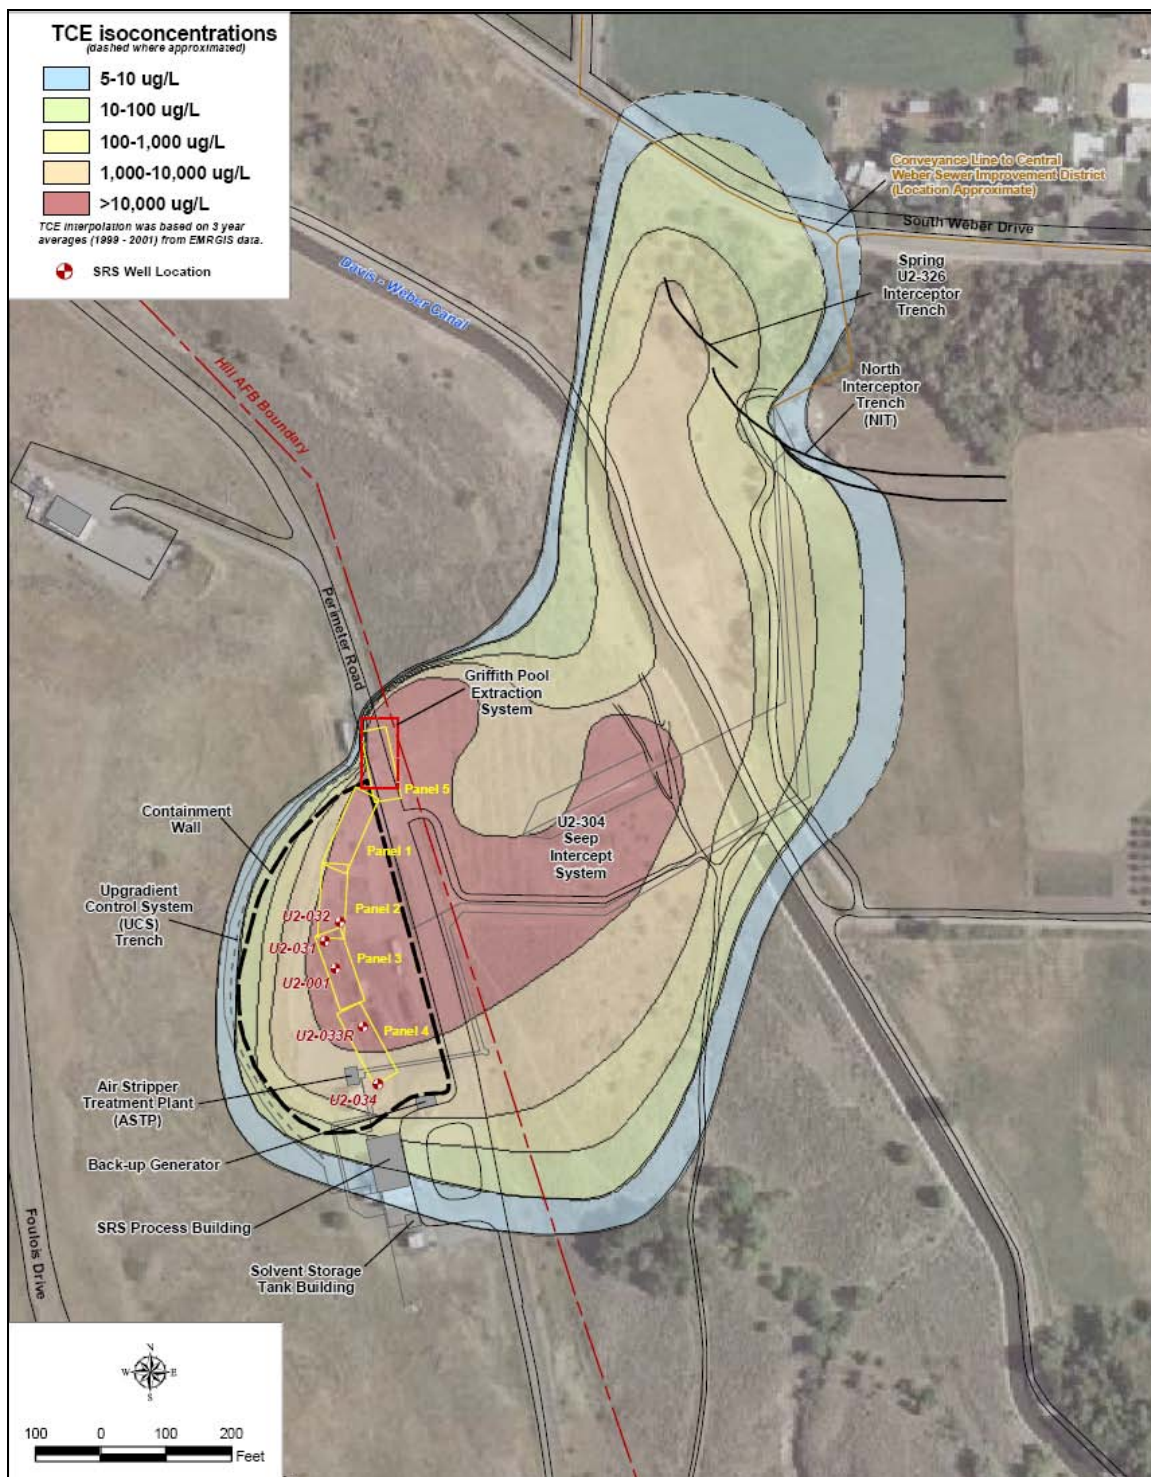 TCE isoconcentrations
(dashed where approximated)
5-10 ug/L
10-100 ug/L
100-1,000 ug/L
1,000-10,000 ug/L
>10,000 ug/L
TCE interpolation was based on 3 year
averages (1999 - 2001) from EMRGIS data.
SRS Well Location
Conveyance Line to Central
Weber Sewer Improvement District
(Location Approximate)
South Weber Drive
Spring
U2-326
Interceptor
Trench
Davis - Weber Canal
North
Interceptor
Trench
(NIT)
Hill AFB Boundary
Perimeter Road
Griffith Pool
Extraction
System
Panel 5
Containment
Wall
U2-304
Seep
Intercept
System
Panel 1
Upgradient
Control System
(UCS)
Trench
Panel 2
U2-032
U2-031
Panel 3
U2-001
Panel 4
U2-033R
Air Stripper
Treatment Plant
(ASTP)
U2-034
Back-up Generator
SRS Process Building
Foulois Drive
Solvent Storage
Tank Building
N
W E
S
100 0 100 200
Feet